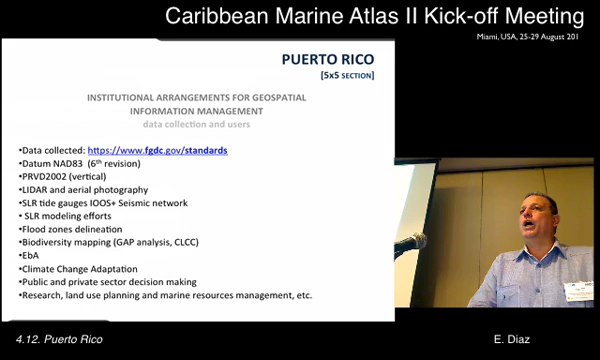 Caribbean Marine Atlas II Kick-off Meeting
Miami, USA, 25-29 August 201
PUERTO RICO
[5x5 SECTION]
INSTITUTIONAL ARRANGEMENTS FOR GEOSPATIAL
INFORMATION MANAGEMENT
data collection and users
•Data collected: https://www.fgdc.gov/standards
•Datum NAD83 (6th revision)
•PRVD2002 (vertical)
•LIDAR and aerial photography
•SLR tide gauges IOOS+ Seismic network
• SLR modeling efforts
•Flood zones delineation
•Biodiversity mapping (GAP analysis, CLCC)
•EbA
•Climate Change Adaptation
•Public and private sector decision making
•Research, land use planning and marine resources management, etc.
4.12. Puerto Rico
E. Diaz